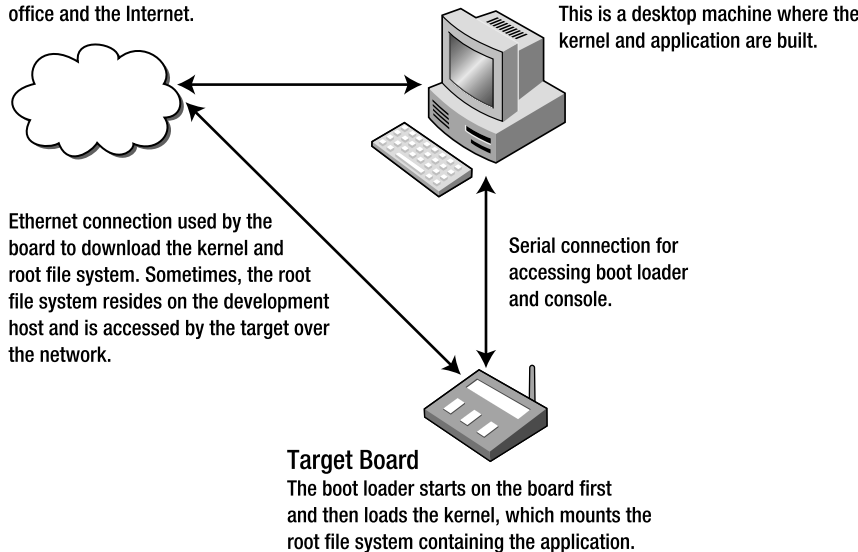 office and the Internet.
This is a desktop machine where the
kernel and application are built.
Ethernet connection used by the
board to download the kernel and
root file system. Sometimes, the root
file system resides on the development
host and is accessed by the target over
the network.
Serial connection for
accessing boot loader
and console.
Target Board
The boot loader starts on the board first
and then loads the kernel, which mounts the
root file system containing the application.